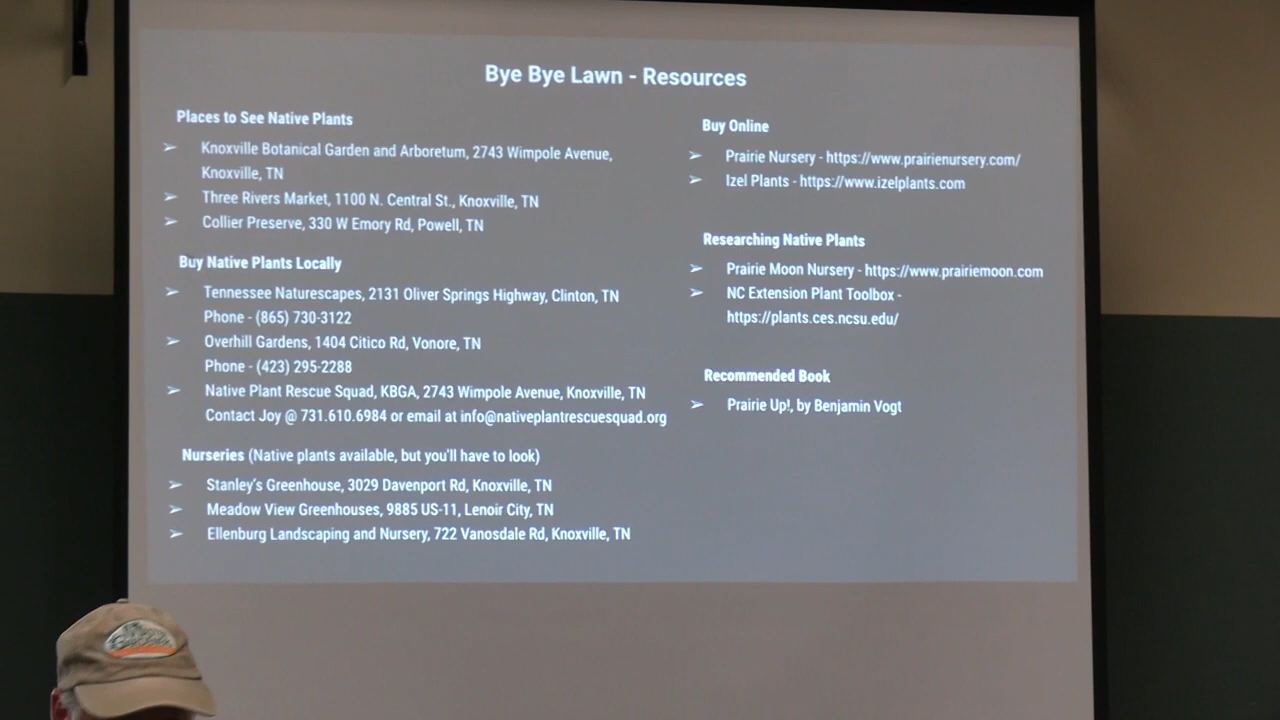 Bye Bye Lawn - Resources
Places to See Native Plants
➢ Knoxville Botanical Garden and Arboretum, 2743 Wimpole Avenue,
Knoxville, TN
➢ Three Rivers Market, 1100 N. Central St., Knoxville, TN
➢ Collier Preserve, 330 W Emory Rd, Powell, TN
Buy Native Plants Locally
➢ Tennessee Naturescapes, 2131 Oliver Springs Highway, Clinton, TN
Phone - (865) 730-3122
➢ Overhill Gardens, 1404 Citico Rd, Vonore, TN
Phone - (423) 295-2288
➢ Native Plant Rescue Squad, KBGA, 2743 Wimpole Avenue, Knoxville, TN
Contact Joy @ 731.610.6984 or email at info@nativeplantrescuesquad.org
Nurseries (Native plants available, but you'll have to look)
➢ Stanley's Greenhouse, 3029 Davenport Rd, Knoxville, TN
➢ Meadow View Greenhouses, 9885 US-11, Lenoir City, TN
➢ Ellenburg Landscaping and Nursery, 722 Vanosdale Rd, Knoxville, TN
Buy Online
➢ Prairie Nursery - https://www.prairienursery.com/
➢ Izel Plants - https://www.izelplants.com
Researching Native Plants
➢ Prairie Moon Nursery - https://www.prairiemoon.com
➢ NC Extension Plant Toolbox -
https://plants.ces.ncsu.edu/
Recommended Book
➢ Prairie Up!, by Benjamin Vogt